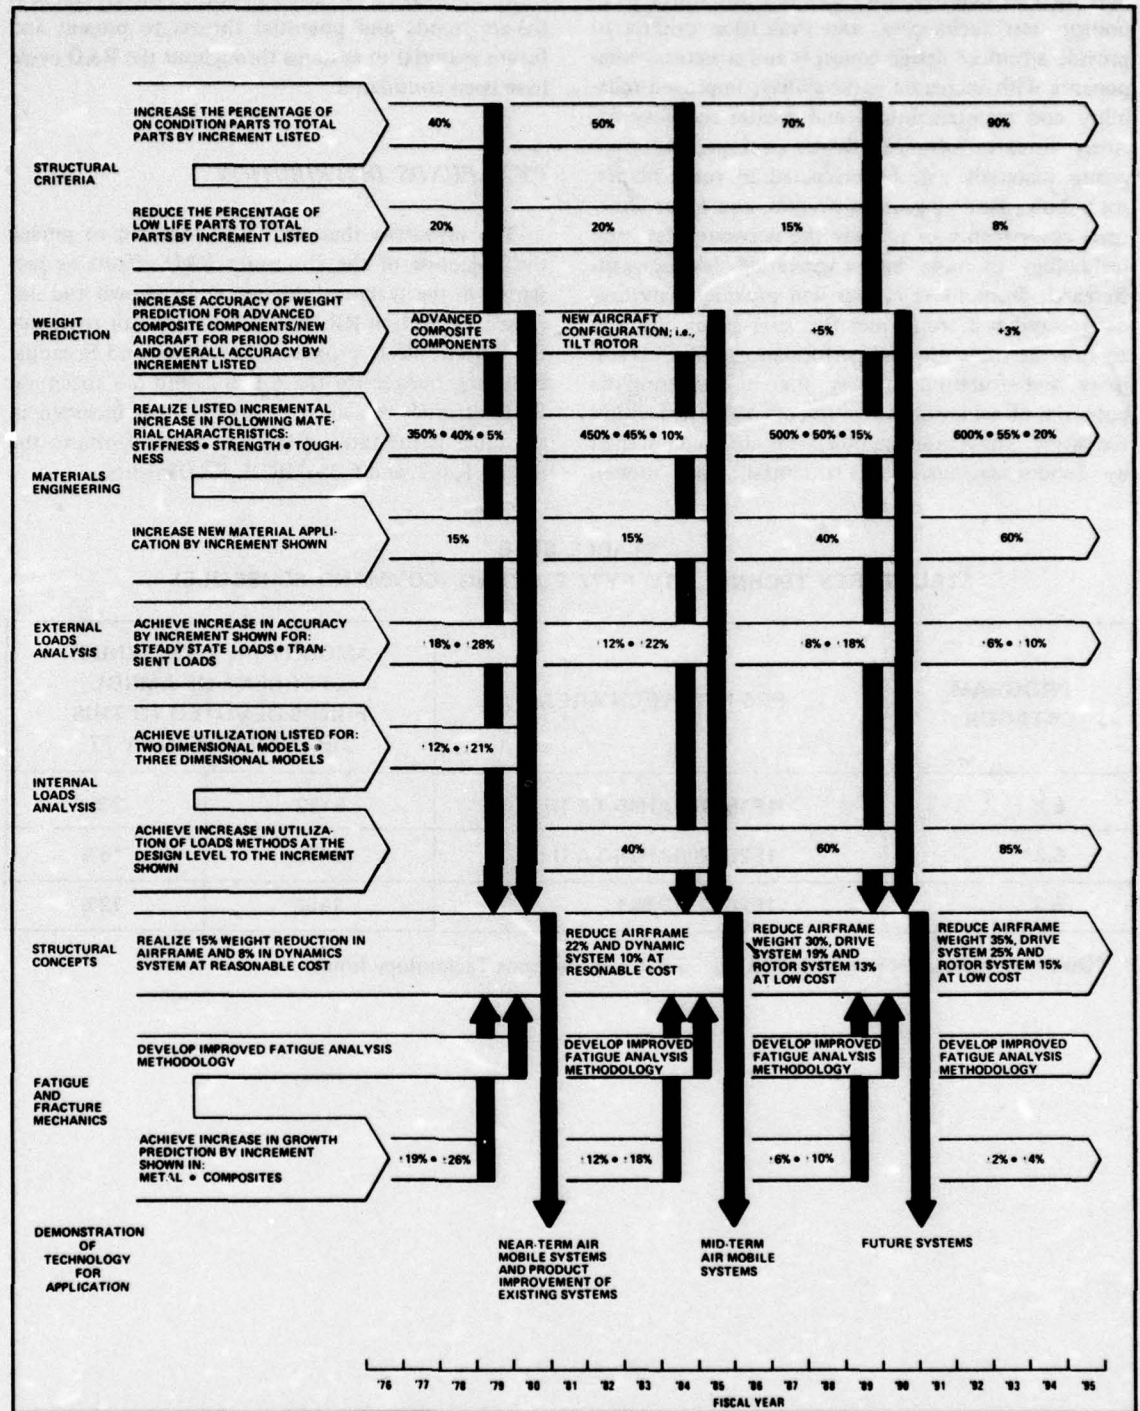 INCREASE THE PERCENTAGE OF
ON CONDITION PARTS TO TOTAL
PARTS BY INCREMENT LISTED
40%
50%
70%
90%
STRUCTURAL
CRITERIA
REDUCE THE PERCENTAGE OF
LOW LIFE PARTS TO TOTAL
PARTS BY INCREMENT LISTED
20%
20%
15%
8%
WEIGHT
PREDICTION
INCREASE ACCURACY OF WEIGHT
PREDICTION FOR ADVANCED
COMPOSITE COMPONENTS/NEW
AIRCRAFT FOR PERIOD SHOWN
AND OVERALL ACCURACY BY
INCREMENT LISTED
ADVANCED
COMPOSITE
COMPONENTS
NEW AIRCRAFT
CONFIGURATION; i.e.,
TILT ROTOR
+5%
+3%
REALIZE LISTED INCREMENTAL
INCREASE IN FOLLOWING MATE-
RIAL CHARACTERISTICS:
STIFFNESS • STRENGTH • TOUGH-
NESS
350% • 40% • 5%
450% • 45% • 10%
500% • 50% • 15%
600% • 55% • 20%
MATERIALS
ENGINEERING
INCREASE NEW MATERIAL APPLI-
CATION BY INCREMENT SHOWN
15%
15%
40%
60%
EXTERNAL
LOADS
ANALYSIS
ACHIEVE INCREASE IN ACCURACY
BY INCREMENT SHOWN FOR:
STEADY STATE LOADS • TRAN-
SIENT LOADS
18% • 28%
12% • 22%
8% • 18%
6% • 10%
ACHIEVE UTILIZATION LISTED FOR:
TWO DIMENSIONAL MODELS •
THREE DIMENSIONAL MODELS
12% • 21%
INTERNAL
LOADS
ANALYSIS
ACHIEVE INCREASE IN UTILIZA-
TION OF LOADS METHODS AT THE
DESIGN LEVEL TO THE INCREMENT
SHOWN
40%
60%
85%
STRUCTURAL
CONCEPTS
REALIZE 15% WEIGHT REDUCTION IN
AIRFRAME AND 8% IN DYNAMICS
SYSTEM AT REASONABLE COST
REDUCE AIRFRAME
22% AND DYNAMIC
SYSTEM 10% AT
RESONABLE COST
REDUCE AIRFRAME
WEIGHT 30%, DRIVE
SYSTEM 19% AND
ROTOR SYSTEM 13%
AT LOW COST
REDUCE AIRFRAME
WEIGHT 35%, DRIVE
SYSTEM 25% AND
ROTOR SYSTEM 15%
AT LOW COST
DEVELOP IMPROVED FATIGUE ANALYSIS
METHODOLOGY
DEVELOP IMPROVED
FATIGUE ANALYSIS
METHODOLOGY
DEVELOP IMPROVED
FATIGUE ANALYSIS
METHODOLOGY
DEVELOP IMPROVED
FATIGUE ANALYSIS
METHODOLOGY
FATIGUE
AND
FRACTURE
MECHANICS
ACHIEVE INCREASE IN GROWTH
PREDICTION BY INCREMENT
SHOWN IN:
METAL • COMPOSITES
19% • 26%
12% • 18%
6% • 10%
2% • 4%
DEMONSTRATION
OF
TECHNOLOGY
FOR
APPLICATION
NEAR-TERM AIR
MOBILE SYSTEMS
AND PRODUCT
IMPROVEMENT OF
EXISTING SYSTEMS
MID-TERM
AIR MOBILE
SYSTEMS
FUTURE SYSTEMS
'76 '77 '78 '79 '80 '81 '82 '83 '84 '85 '86 '87 '88 '89 '90 '91 '92 '93 '94 '95
FISCAL YEAR